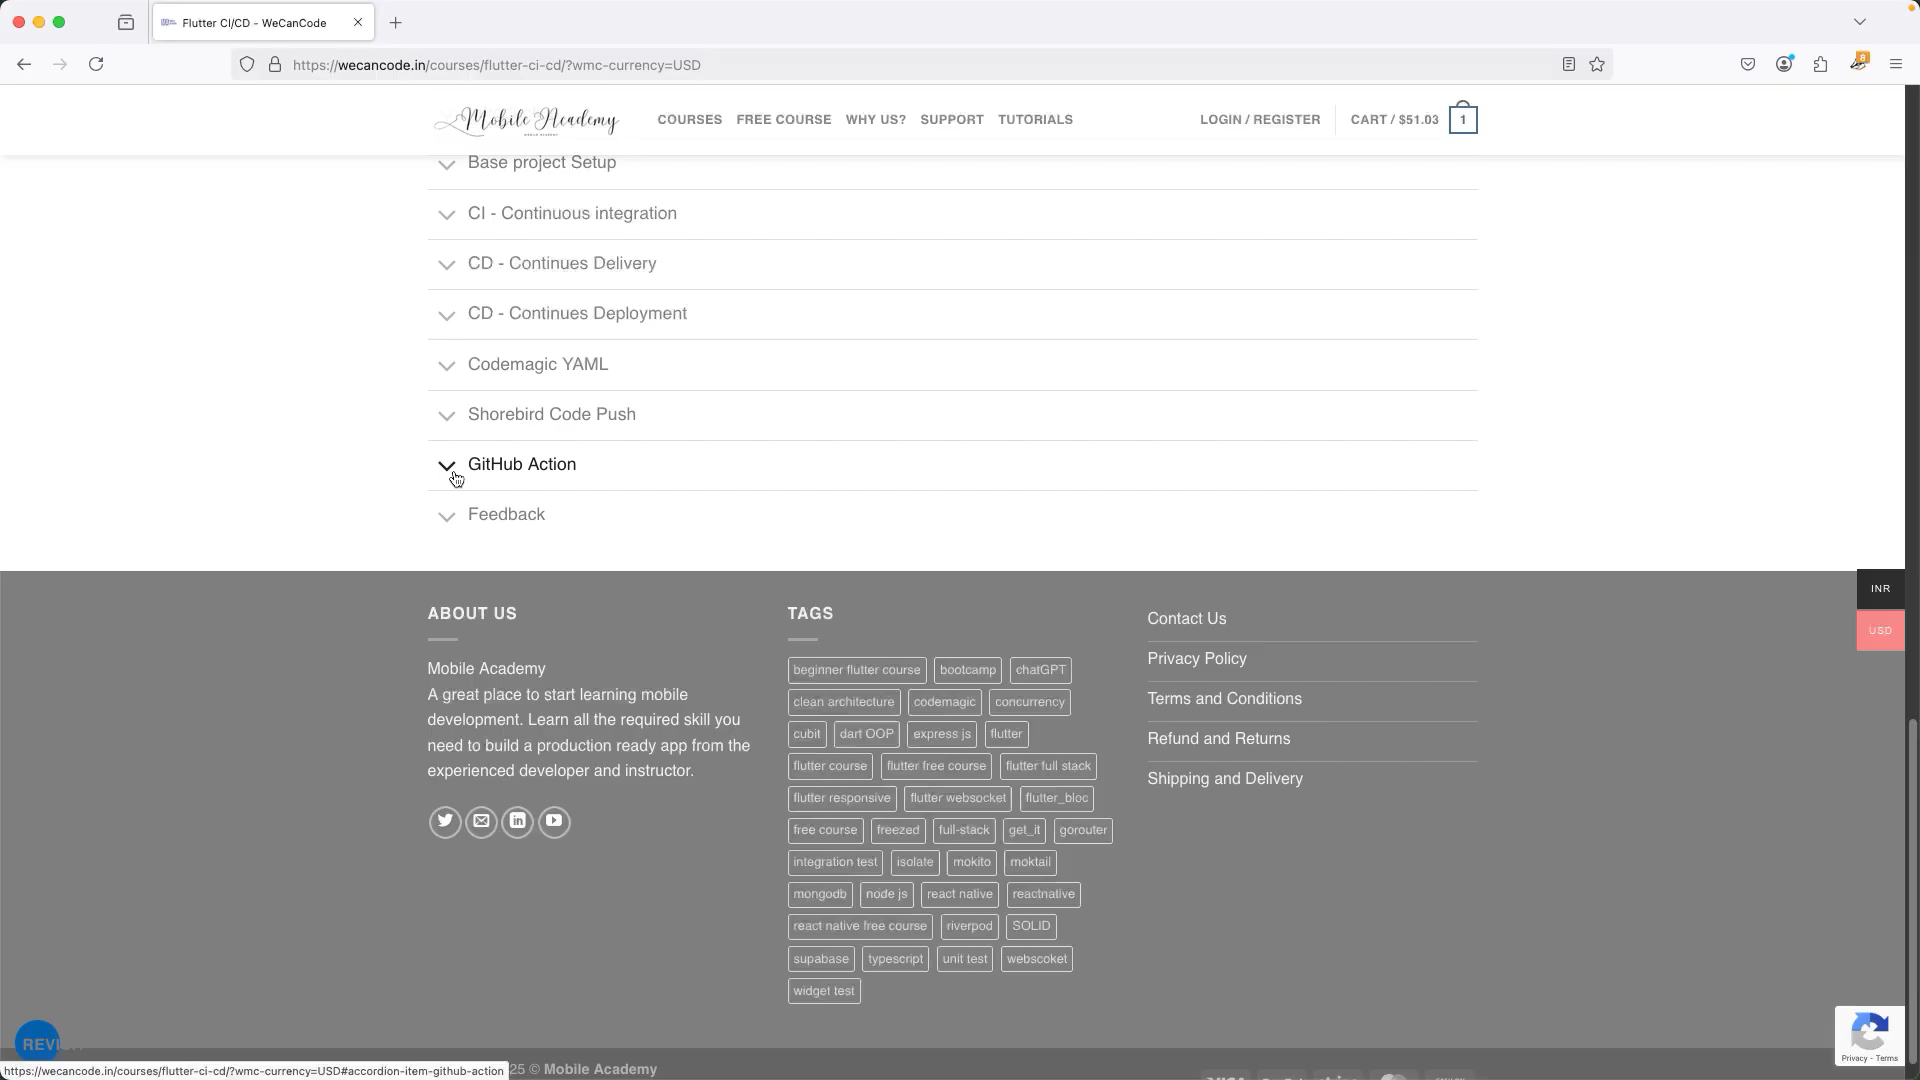 Flutter CI/CD - WeCanCode
https://wecancode.in/courses/flutter-ci-cd/?wmc-currency=USD
8
Mobile Academy
MOBILE ACADEMY
COURSES
FREE COURSE
WHY US?
SUPPORT
TUTORIALS
LOGIN / REGISTER
CART / $51.03
1
Base project Setup
CI - Continuous integration
CD - Continues Delivery
CD - Continues Deployment
Codemagic YAML
Shorebird Code Push
GitHub Action
Feedback
INR
USD
ABOUT US
Mobile Academy
A great place to start learning mobile
development. Learn all the required skill you
need to build a production ready app from the
experienced developer and instructor.
TAGS
beginner flutter course bootcamp chatGPT
clean architecture codemagic concurrency
cubit dart OOP express js flutter
flutter course flutter free course flutter full stack
flutter responsive flutter websocket flutter_bloc
free course freezed full-stack get_it gorouter
integration test isolate mokito moktail
mongodb node js react native reactnative
react native free course riverpod SOLID
supabase typescript unit test webscoket
widget test
Contact Us
Privacy Policy
Terms and Conditions
Refund and Returns
Shipping and Delivery
REVI
Privacy - Terms
https://wecancode.in/courses/flutter-ci-cd/?wmc-currency=USD#accordion-item-github-action
25 © Mobile Academy